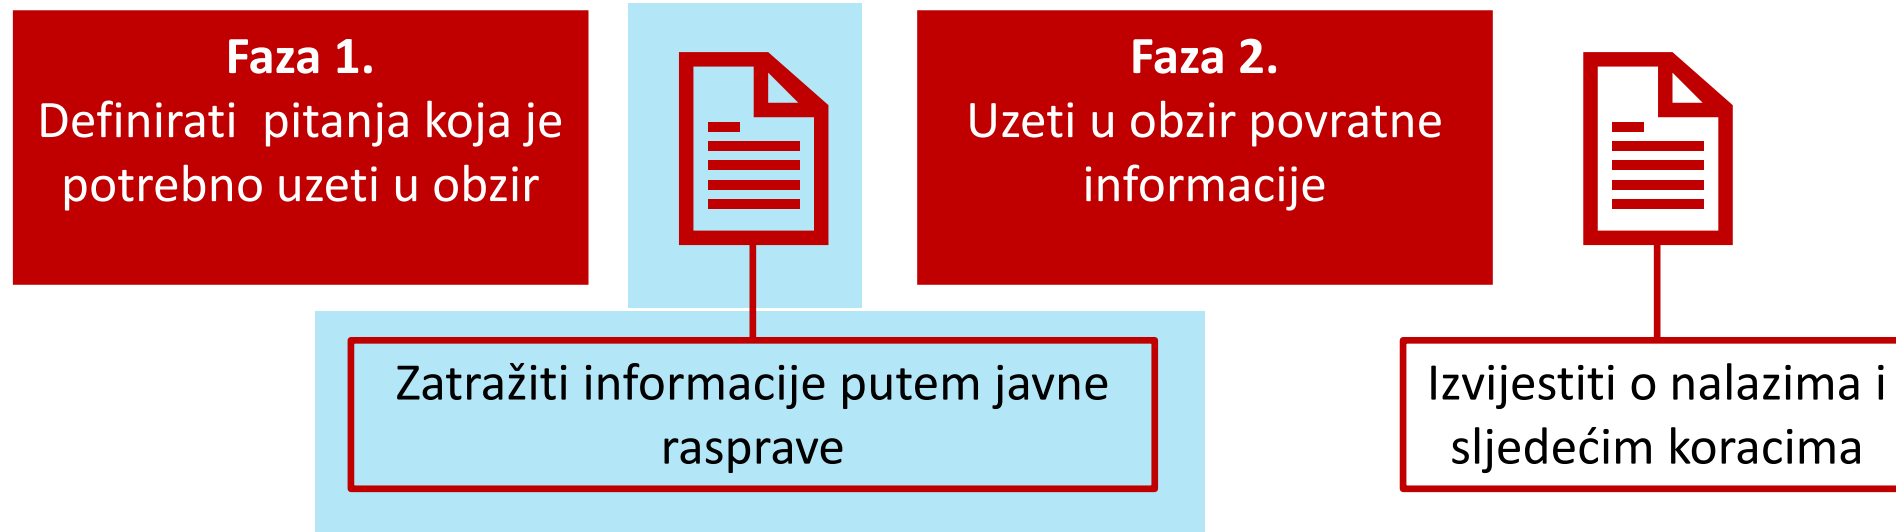 Faza 1.
Definirati  pitanja koja je
potrebno uzeti u obzir
Faza 2.
Uzeti u obzir povratne
informacije
Zatražiti informacije putem javne
rasprave
Izvijestiti o nalazima i
sljedećim koracima